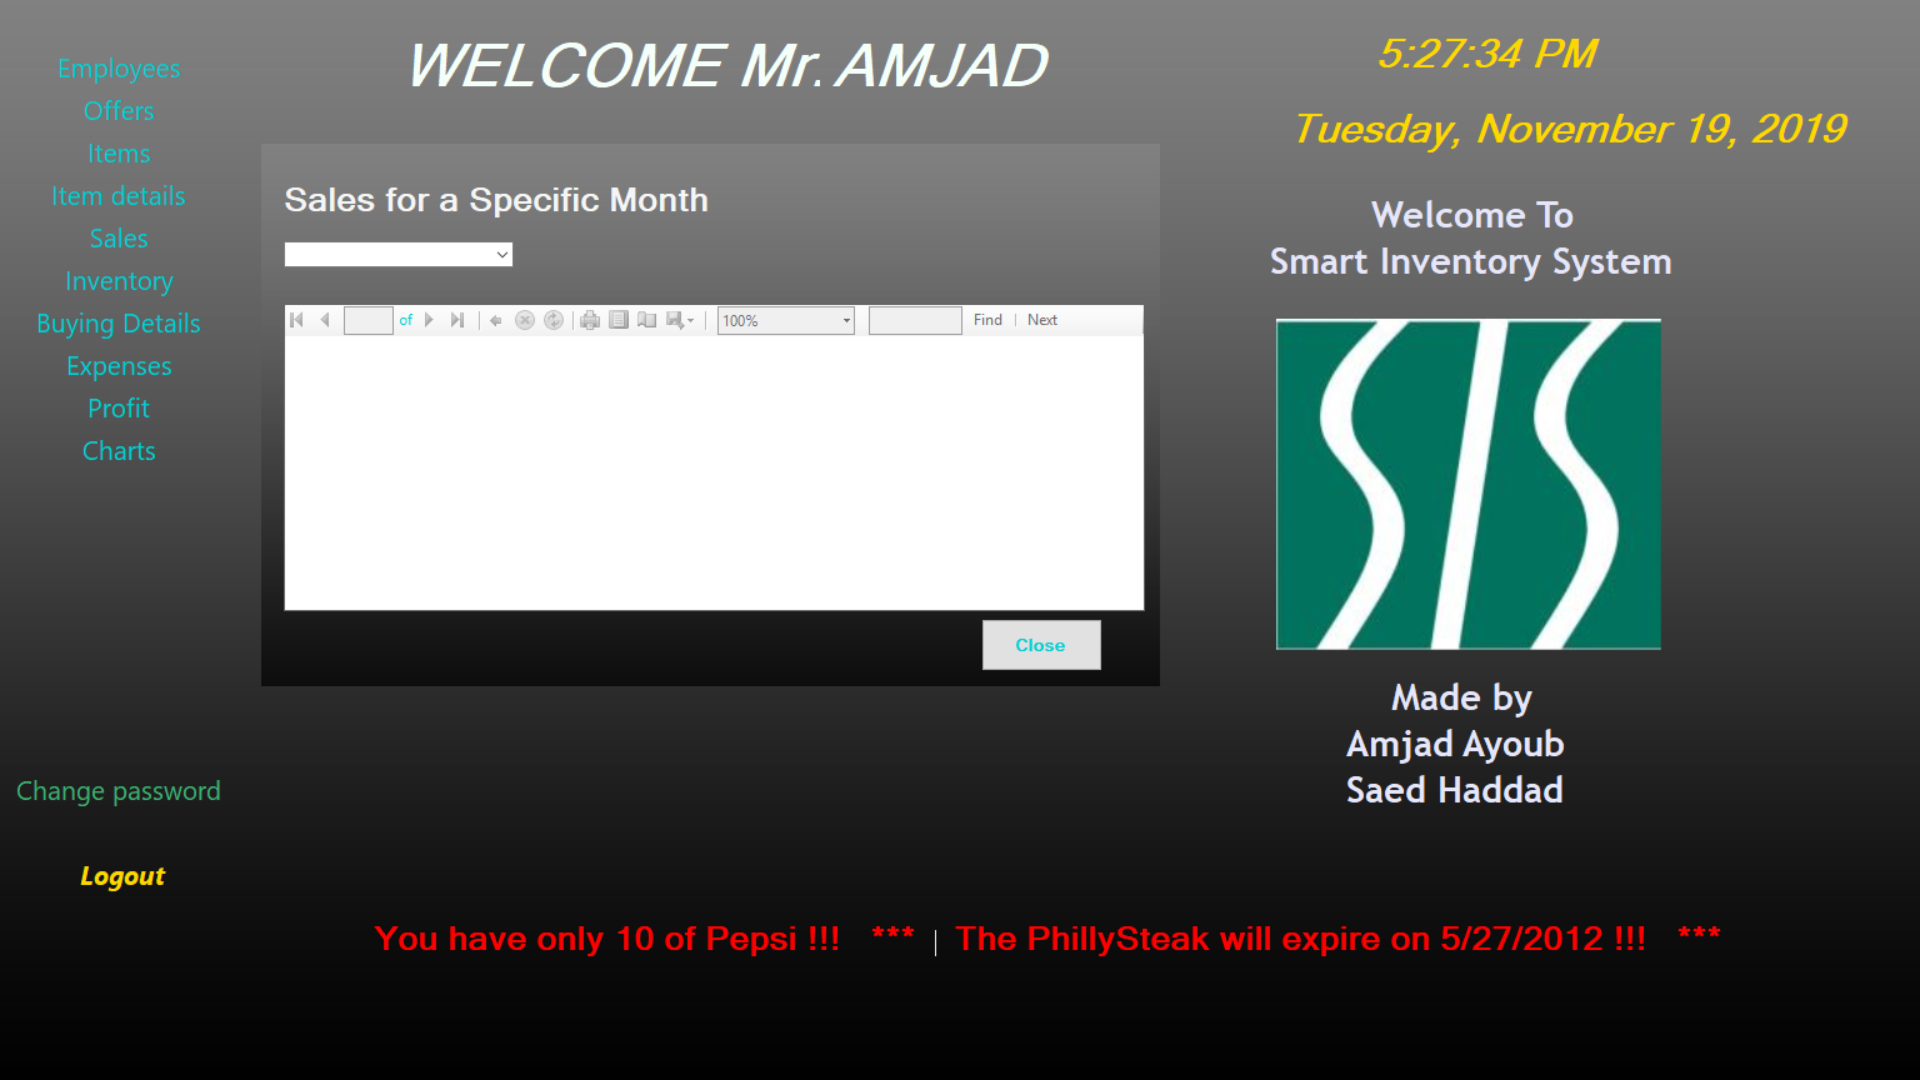 WELCOME Mr. AMJAD
5:27:34 PM
Tuesday, November 19, 2019
Employees
Offers
Items
Item details
Sales
Inventory
Buying Details
Expenses
Profit
Charts
Change password
Logout
Sales for a Specific Month
of
100%
Find | Next
Close
Welcome To
Smart Inventory System
SIS
Made by
Amjad Ayoub
Saed Haddad
You have only 10 of Pepsi !!! *** | The PhillySteak will expire on 5/27/2012 !!! ***